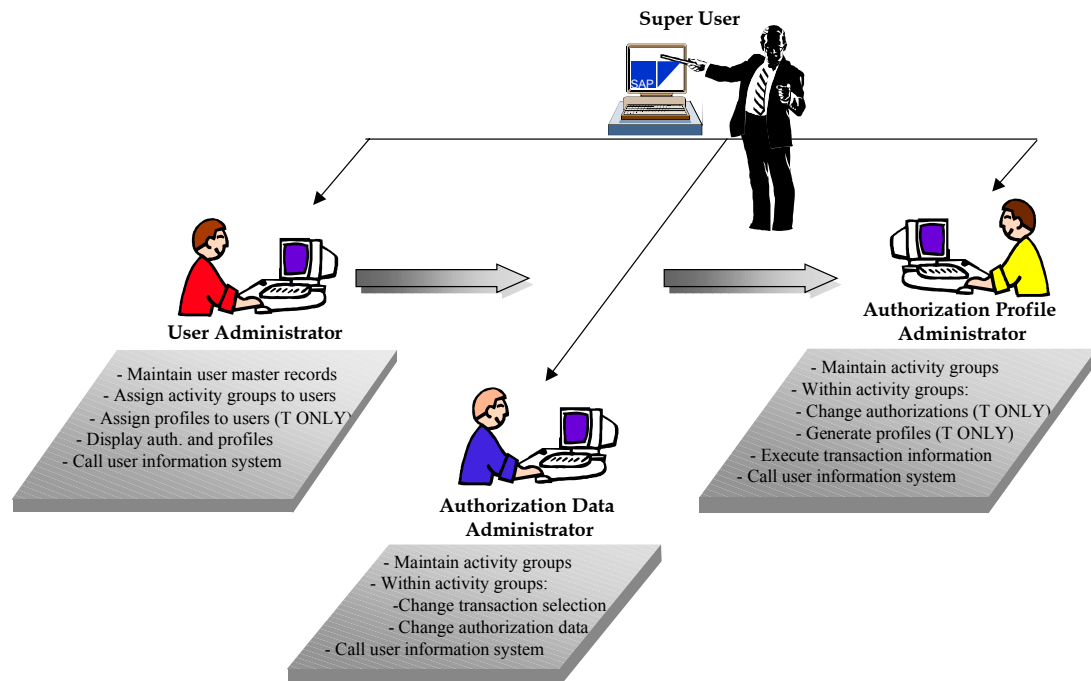 Super User
SAP
User Administrator
- Maintain user master records
- Assign activity groups to users
- Assign profiles to users (T ONLY)
- Display auth. and profiles
- Call user information system
Authorization Data
Administrator
- Maintain activity groups
- Within activity groups:
-Change transaction selection
- Change authorization data
- Call user information system
Authorization Profile
Administrator
- Maintain activity groups
- Within activity groups:
- Change authorizations (T ONLY)
- Generate profiles (T ONLY)
- Execute transaction information
- Call user information system